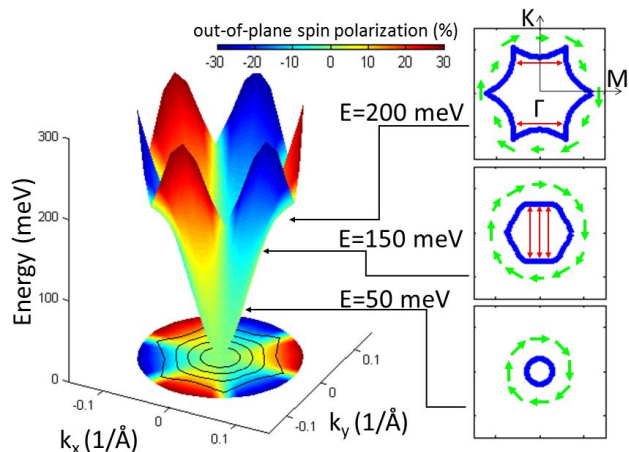 out-of-plane spin polarization (%)
-30 -20 -10 0 10 20 30
K
M
Γ
E=200 meV
E=150 meV
E=50 meV
Energy (meV)
300
200
100
0
-0.1
0
0.1
kx (1/Å)
0.1
0
-0.1
ky (1/Å)